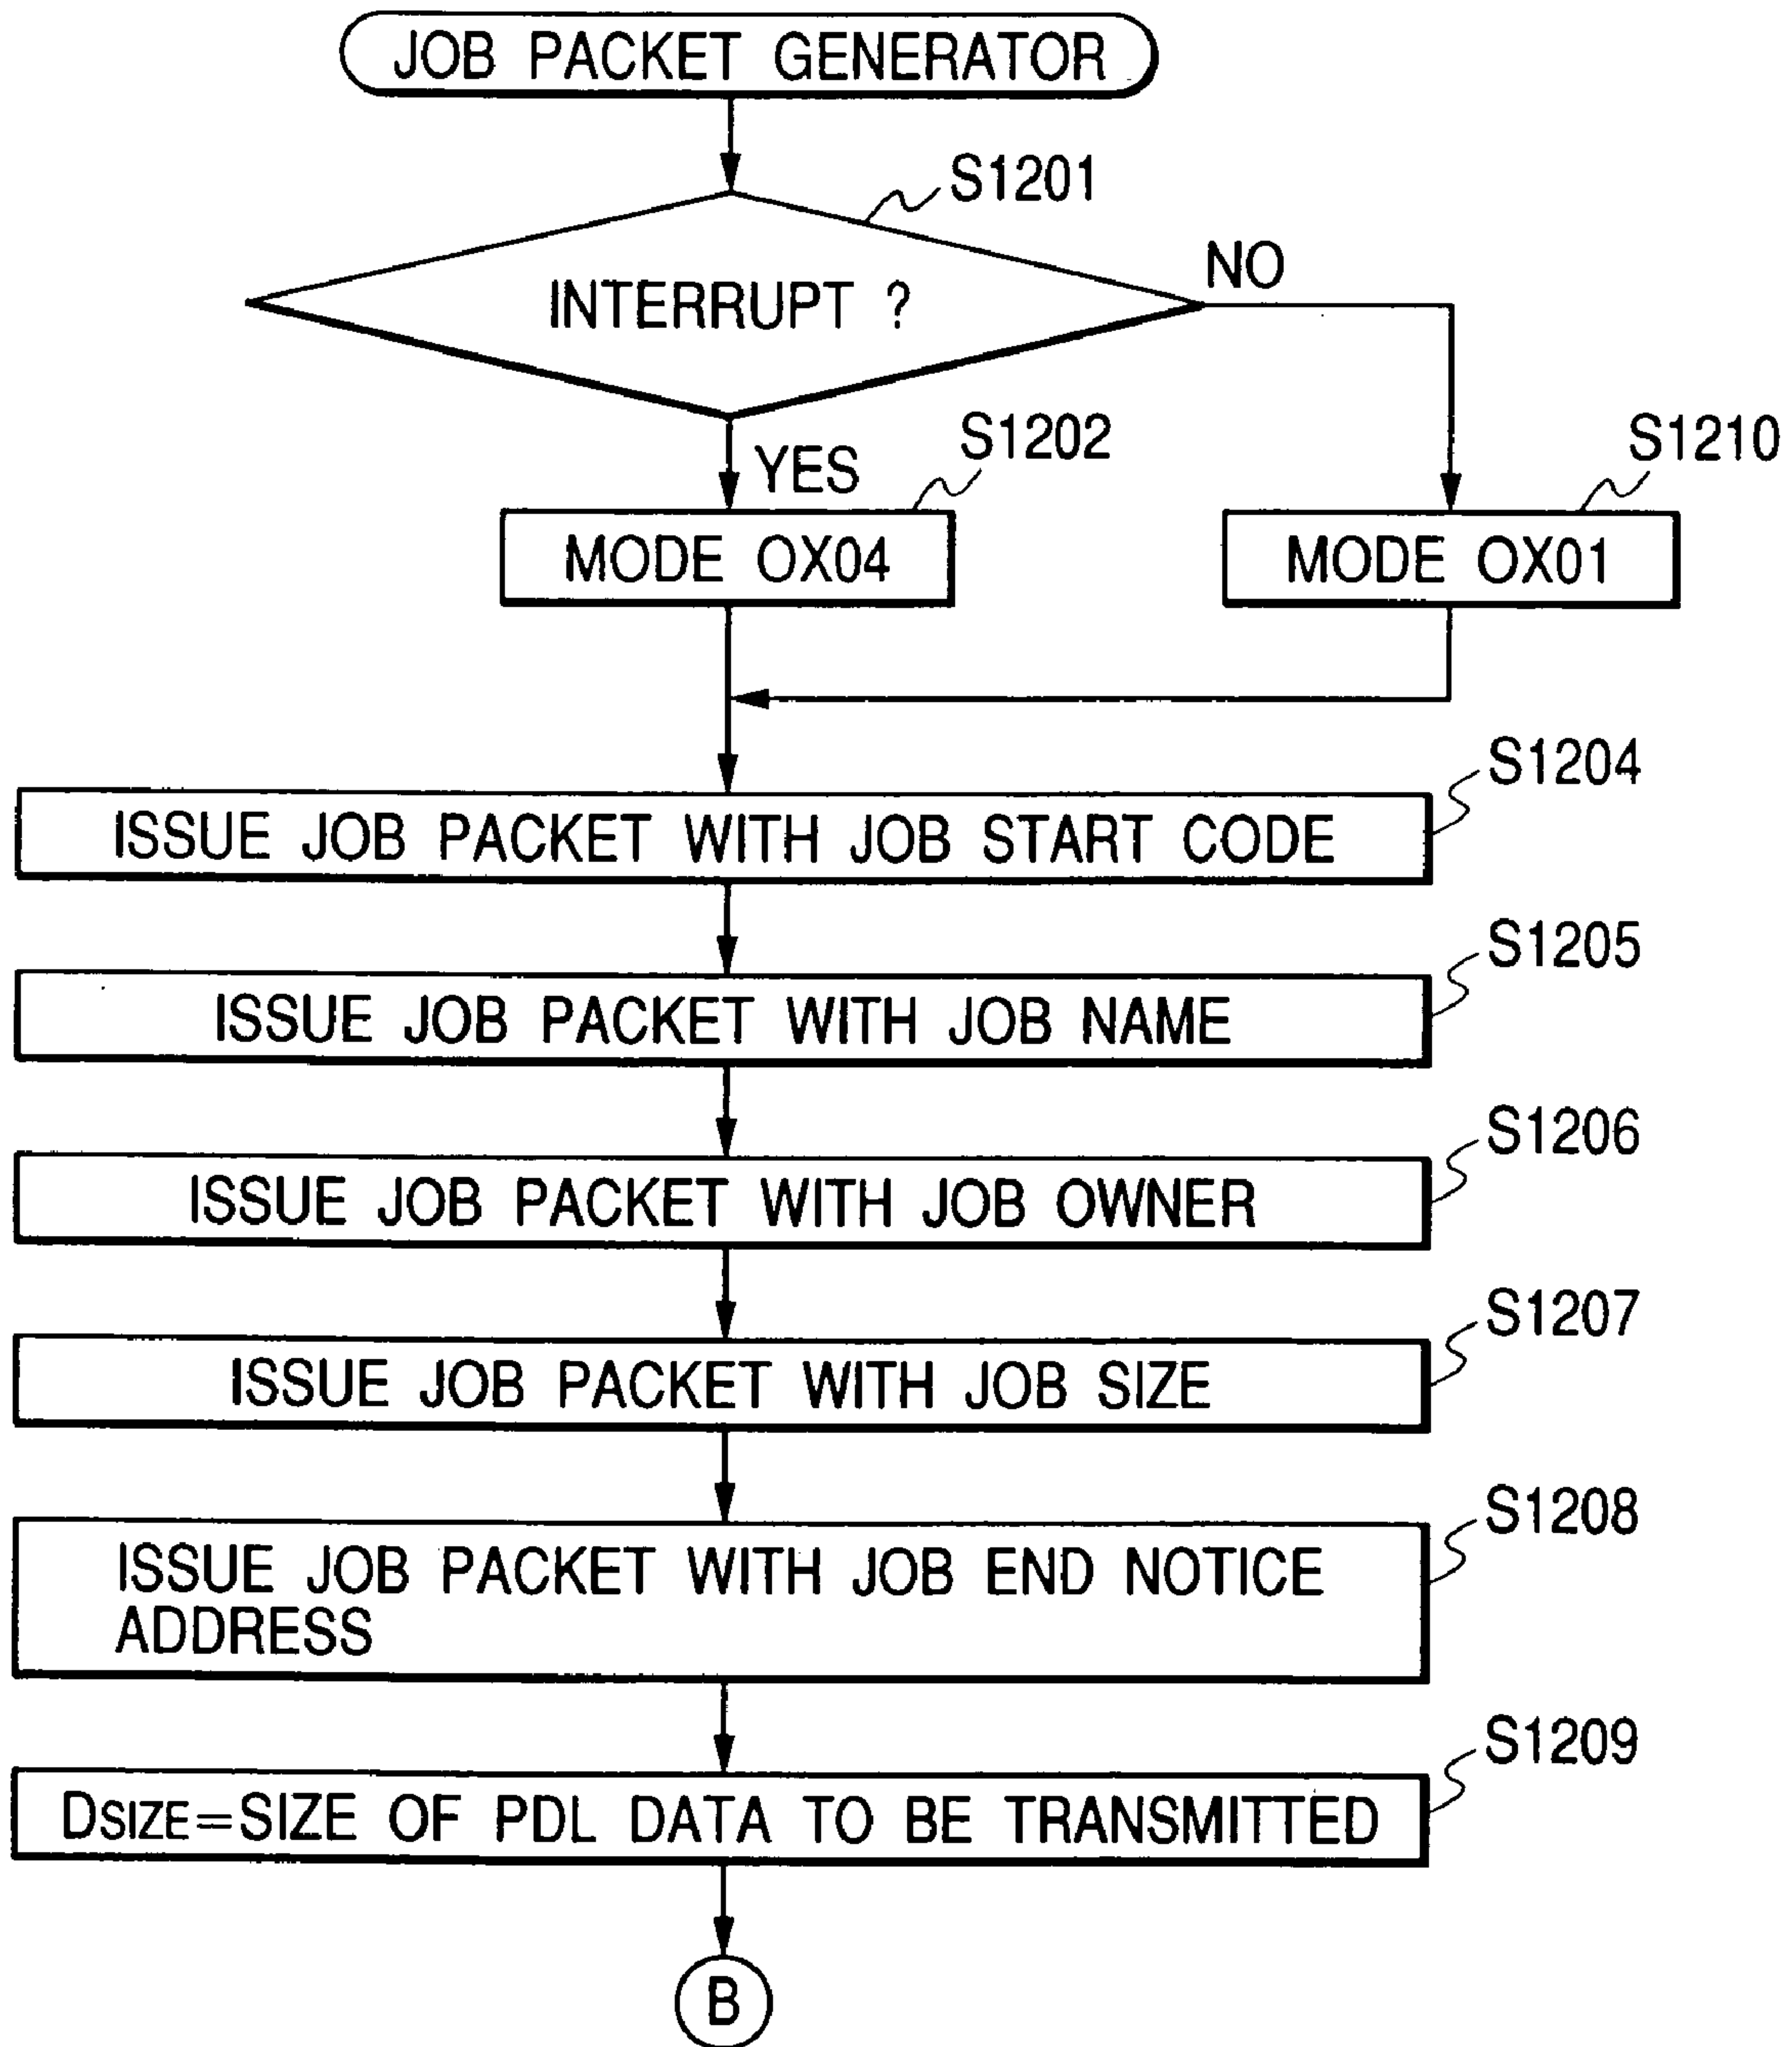 JOB PACKET GENERATOR
S1201
INTERRUPT ?
NO
YES
S1202
S1210
MODE OX04
MODE OX01
S1204
ISSUE JOB PACKET WITH JOB START CODE
S1205
ISSUE JOB PACKET WITH JOB NAME
S1206
ISSUE JOB PACKET WITH JOB OWNER
S1207
ISSUE JOB PACKET WITH JOB SIZE
S1208
ISSUE JOB PACKET WITH JOB END NOTICE
ADDRESS
S1209
DSIZE=SIZE OF PDL DATA TO BE TRANSMITTED
B